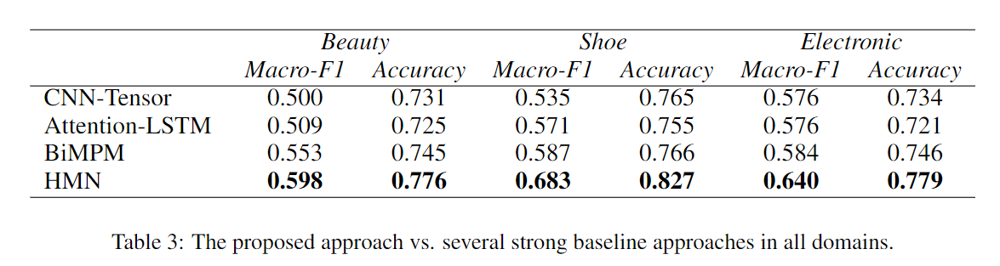 Beauty Shoe Electronic
Macro-F1 Accuracy Macro-F1 Accuracy Macro-F1 Accuracy
CNN-Tensor 0.500 0.731 0.535 0.765 0.576 0.734
Attention-LSTM 0.509 0.725 0.571 0.755 0.576 0.721
BiMPM 0.553 0.745 0.587 0.766 0.584 0.746
HMN 0.598 0.776 0.683 0.827 0.640 0.779
Table 3: The proposed approach vs. several strong baseline approaches in all domains.